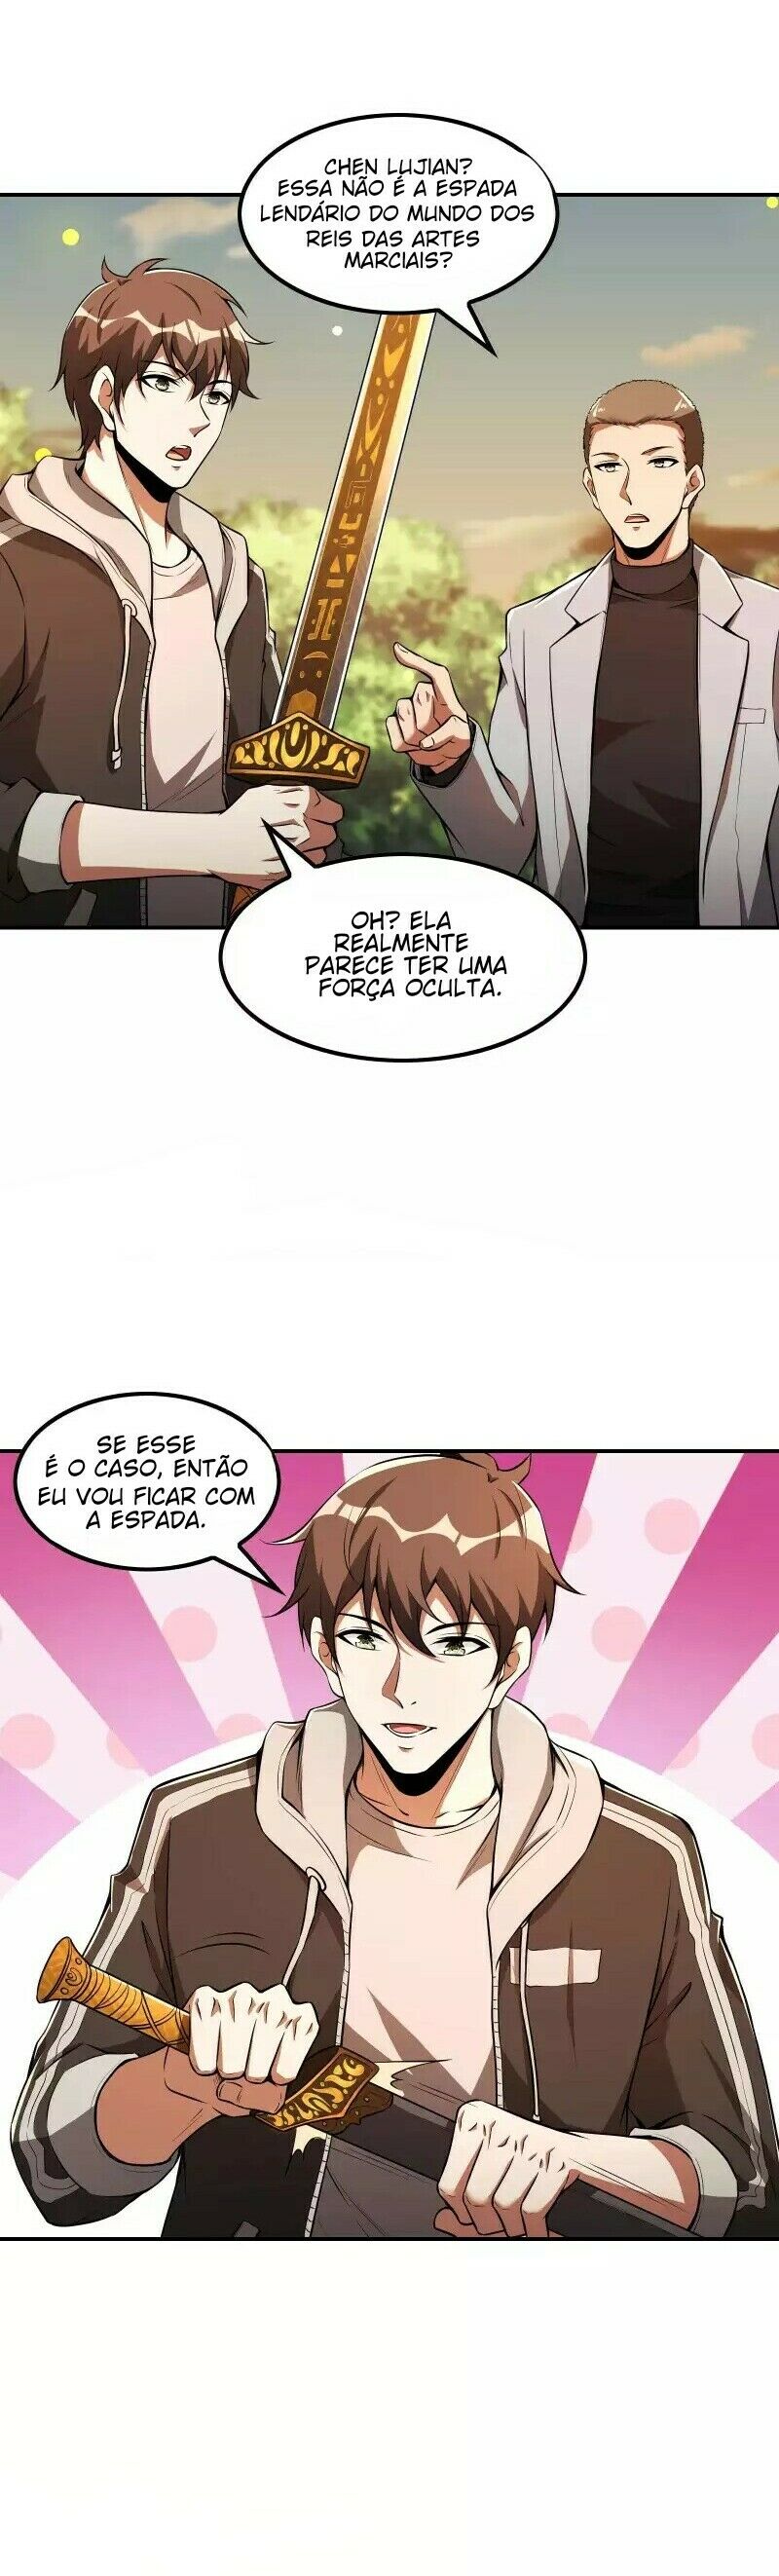 CHEN LUJIAN?
ESSA NÃO É A ESPADA
LENDÁRIO DO MUNDO DOS
REIS DAS ARTES
MARCIAIS?
OH? ELA
REALMENTE
PARECE TER UMA
FORÇA OCULTA.
SE ESSE
É O CASO, ENTÃO
EU VOU FICAR COM
A ESPADA.